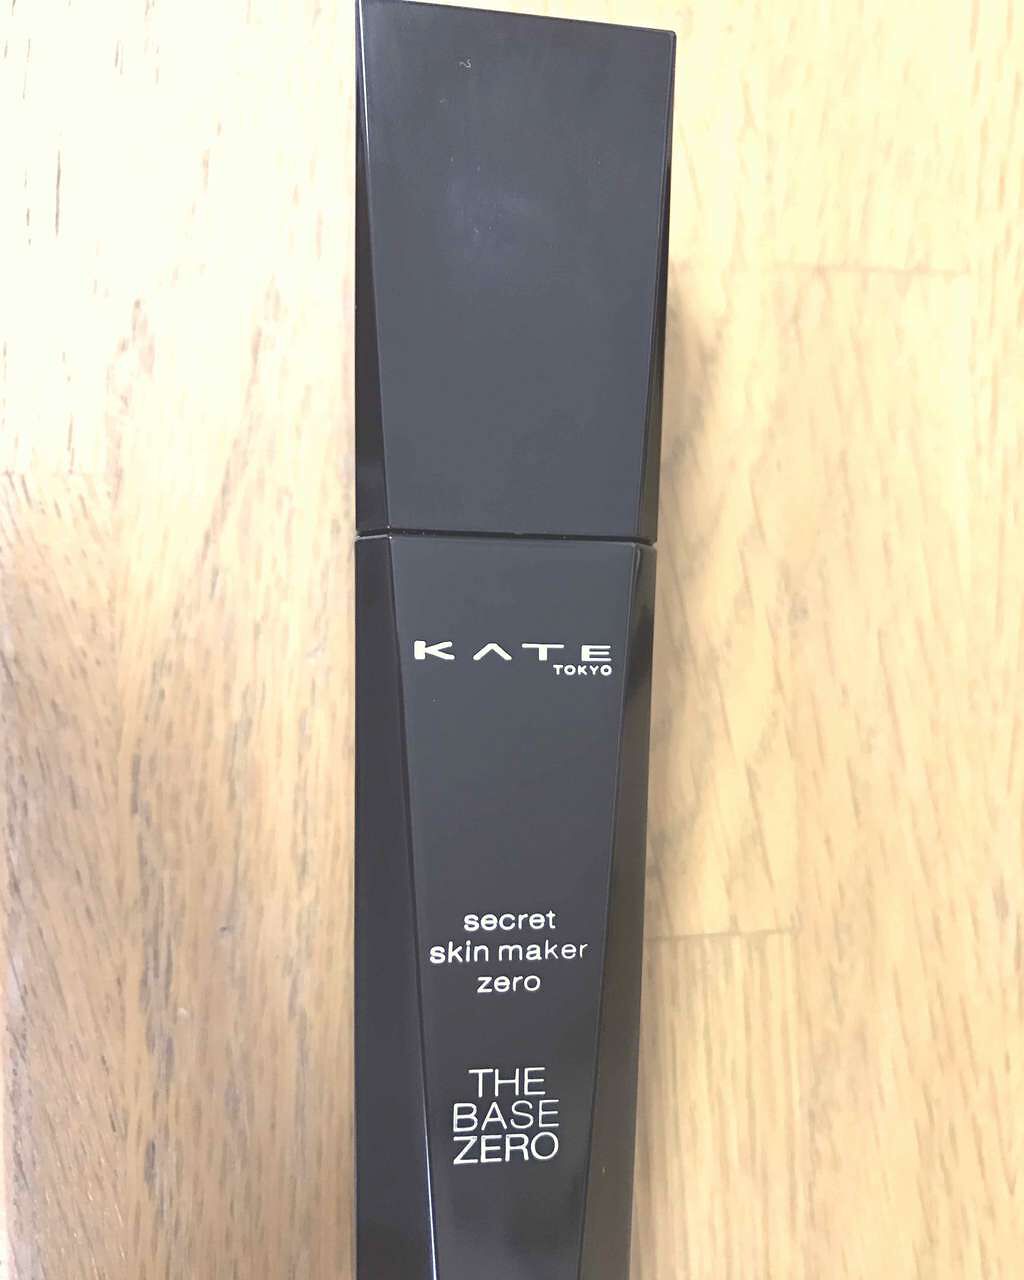 KATE
TOKYO
secret
skin maker
zero
THE
BASE
ZERO